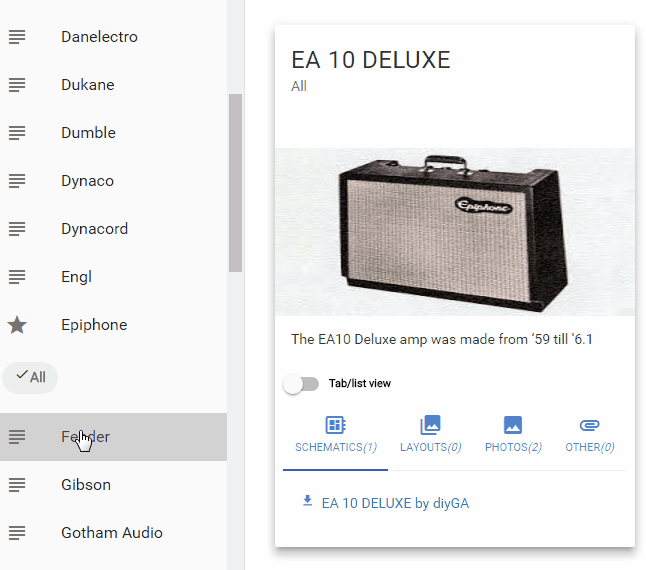 Danelectro
Dukane
Dumble
Dynaco
Dynacord
Engl
Epiphone
All
Fender
Gibson
Gotham Audio
EA 10 DELUXE
All
Epiphone
The EA10 Deluxe amp was made from '59 till '6.1
Tab/list view
SCHEMATICS(1) LAYOUTS(0) PHOTOS(2) OTHER(0)
EA 10 DELUXE by diyGA